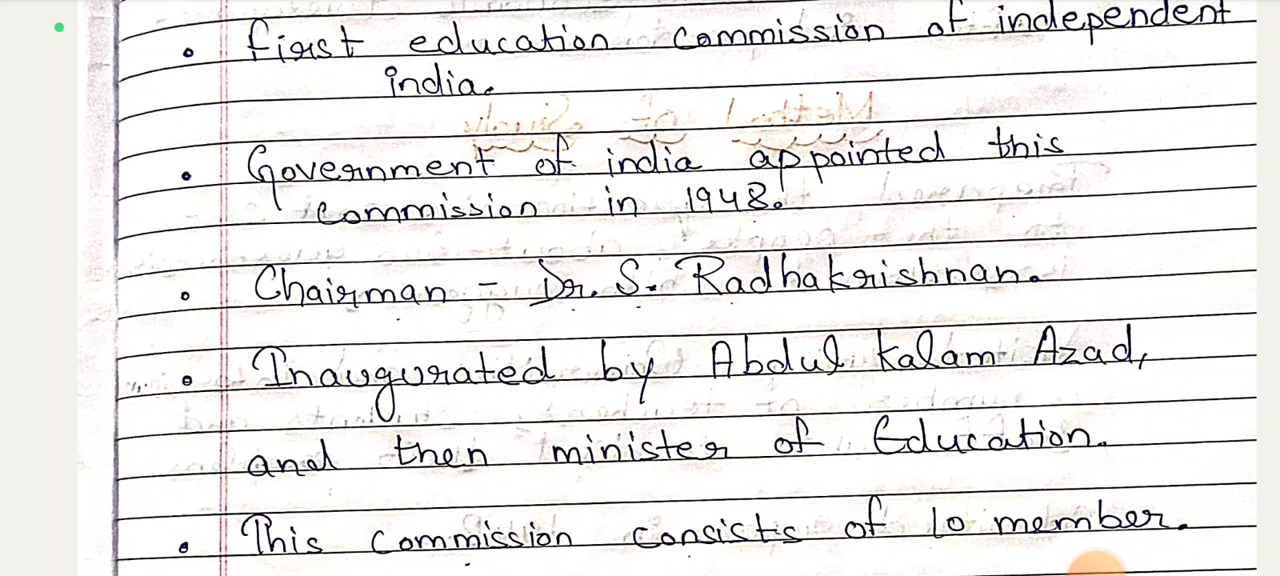 first education commission of independent
india.
Government of india appointed this
commission in 1948.
Chairman - Dr. S. Radhakrishnan.
Inaugurated by Abdul kalam Azad,
and then minister of Education.
This commission consists of 10 member.